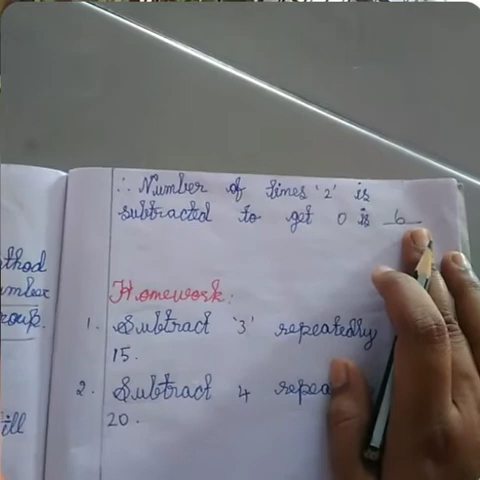 ∴ Number of times '2' is
subtracted to get 0 is 6
Homework:
1. Subtract '3' repeatedly
15.
2. Subtract 4 repea
20.
thod
mber
roup.
ill